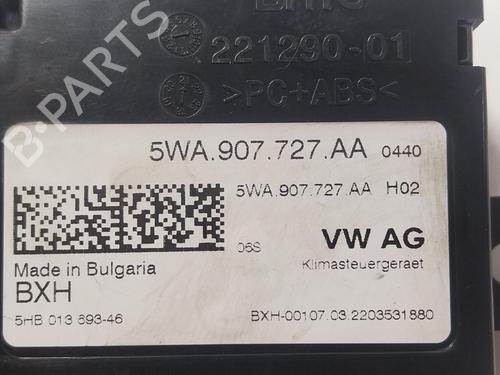 221290-01
>PC+ABS<
B-PARTS
5WA.907.727.AA 0440
5WA.907.727.AA H02
06S VW AG
Made in Bulgaria Klimasteuergeraet
BXH
5HB 013 693-46 BXH-00107.03.2203531880